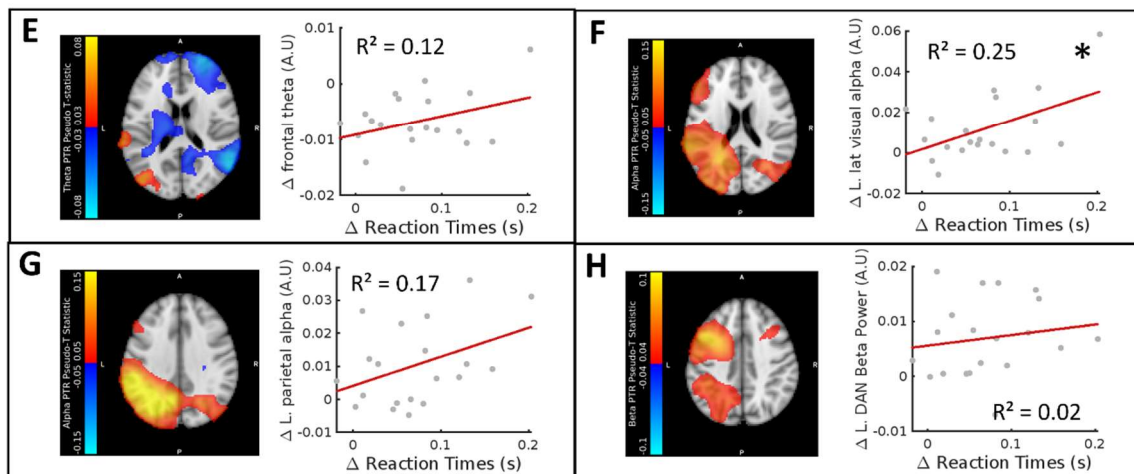 E
Theta PTR Pseudo T-statistic
0.08
0.03
-0.03
-0.08
A
L
R
P
R² = 0.12
Δ frontal theta (A.U)
0
-0.01
-0.02
0
0.1
0.2
Δ Reaction Times (s)
F
Alpha PTR Pseudo-T Statistic
0.15
0.05
-0.05
-0.15
A
L
R
P
R² = 0.25
*
Δ L. lat visual alpha (A.U)
0.06
0.04
0.02
0
-0.02
0
0.1
0.2
Δ Reaction Times (s)
G
Alpha PTR Pseudo-T Statistic
0.15
0.05
-0.05
-0.15
A
L
R
P
R² = 0.17
Δ L. parietal alpha (A.U)
0.04
0.03
0.02
0.01
0
-0.01
0
0.1
0.2
Δ Reaction Times (s)
H
Beta PTR Pseudo-T Statistic
0.1
0.04
-0.04
-0.1
A
L
R
P
R² = 0.02
Δ L. DAN Beta Power (A.U)
0.02
0.01
0
-0.01
0
0.1
0.2
Δ Reaction Times (s)